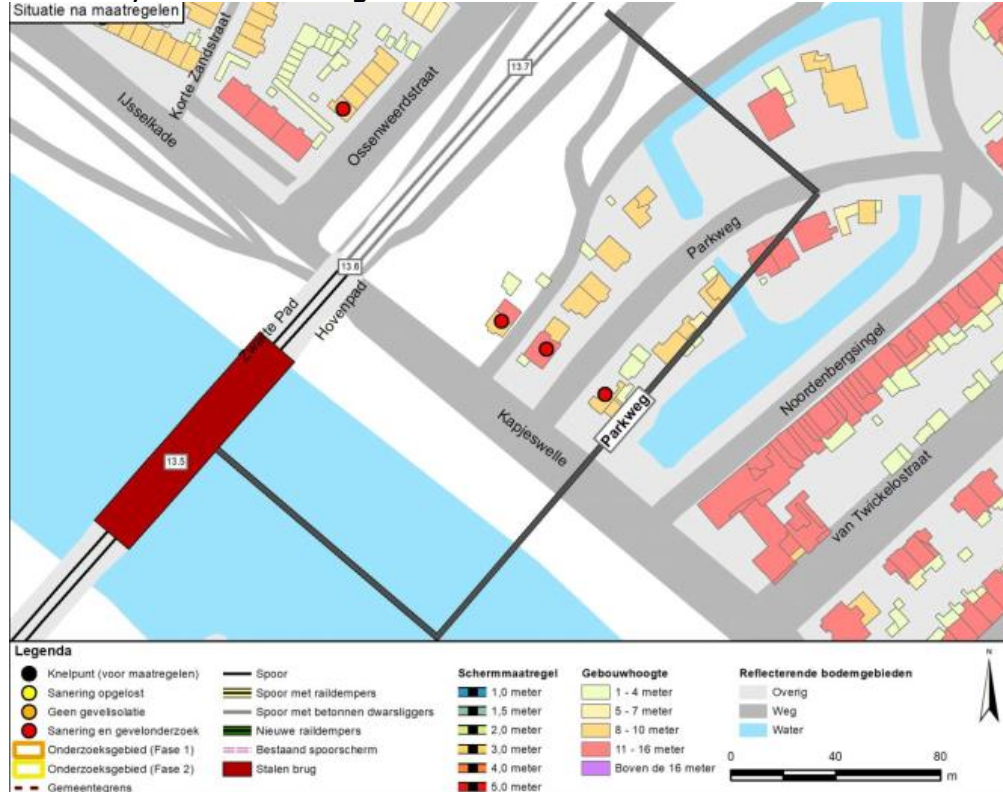 Situatie na maatregelen
Korte Zandstraat
IJsselkade
Ossenweerdstraat
13.7
13.6
Hovenpad
Pad
13.5
Parkweg
Parkweg
Kapjeswelle
Noordenbergsingel
van Twickelostraat
Legenda
Knelpunt (voor maatregelen)
Sanering opgelost
Geen gevelisolatie
Sanering en gevelonderzoek
Onderzoeksgebied (Fase 1)
Onderzoeksgebied (Fase 2)
Gemeentegrens
Spoor
Spoor met raildempers
Spoor met betonnen dwarsliggers
Nieuwe raildempers
Bestaand spoorscherm
Stalen brug
Schermmaatregel
1,0 meter
1,5 meter
2,0 meter
3,0 meter
4,0 meter
5,0 meter
Gebouwhoogte
1 - 4 meter
5 - 7 meter
8 - 10 meter
11 - 16 meter
Boven de 16 meter
Reflecterende bodemgebieden
Overig
Weg
Water
N
0 40 80
m